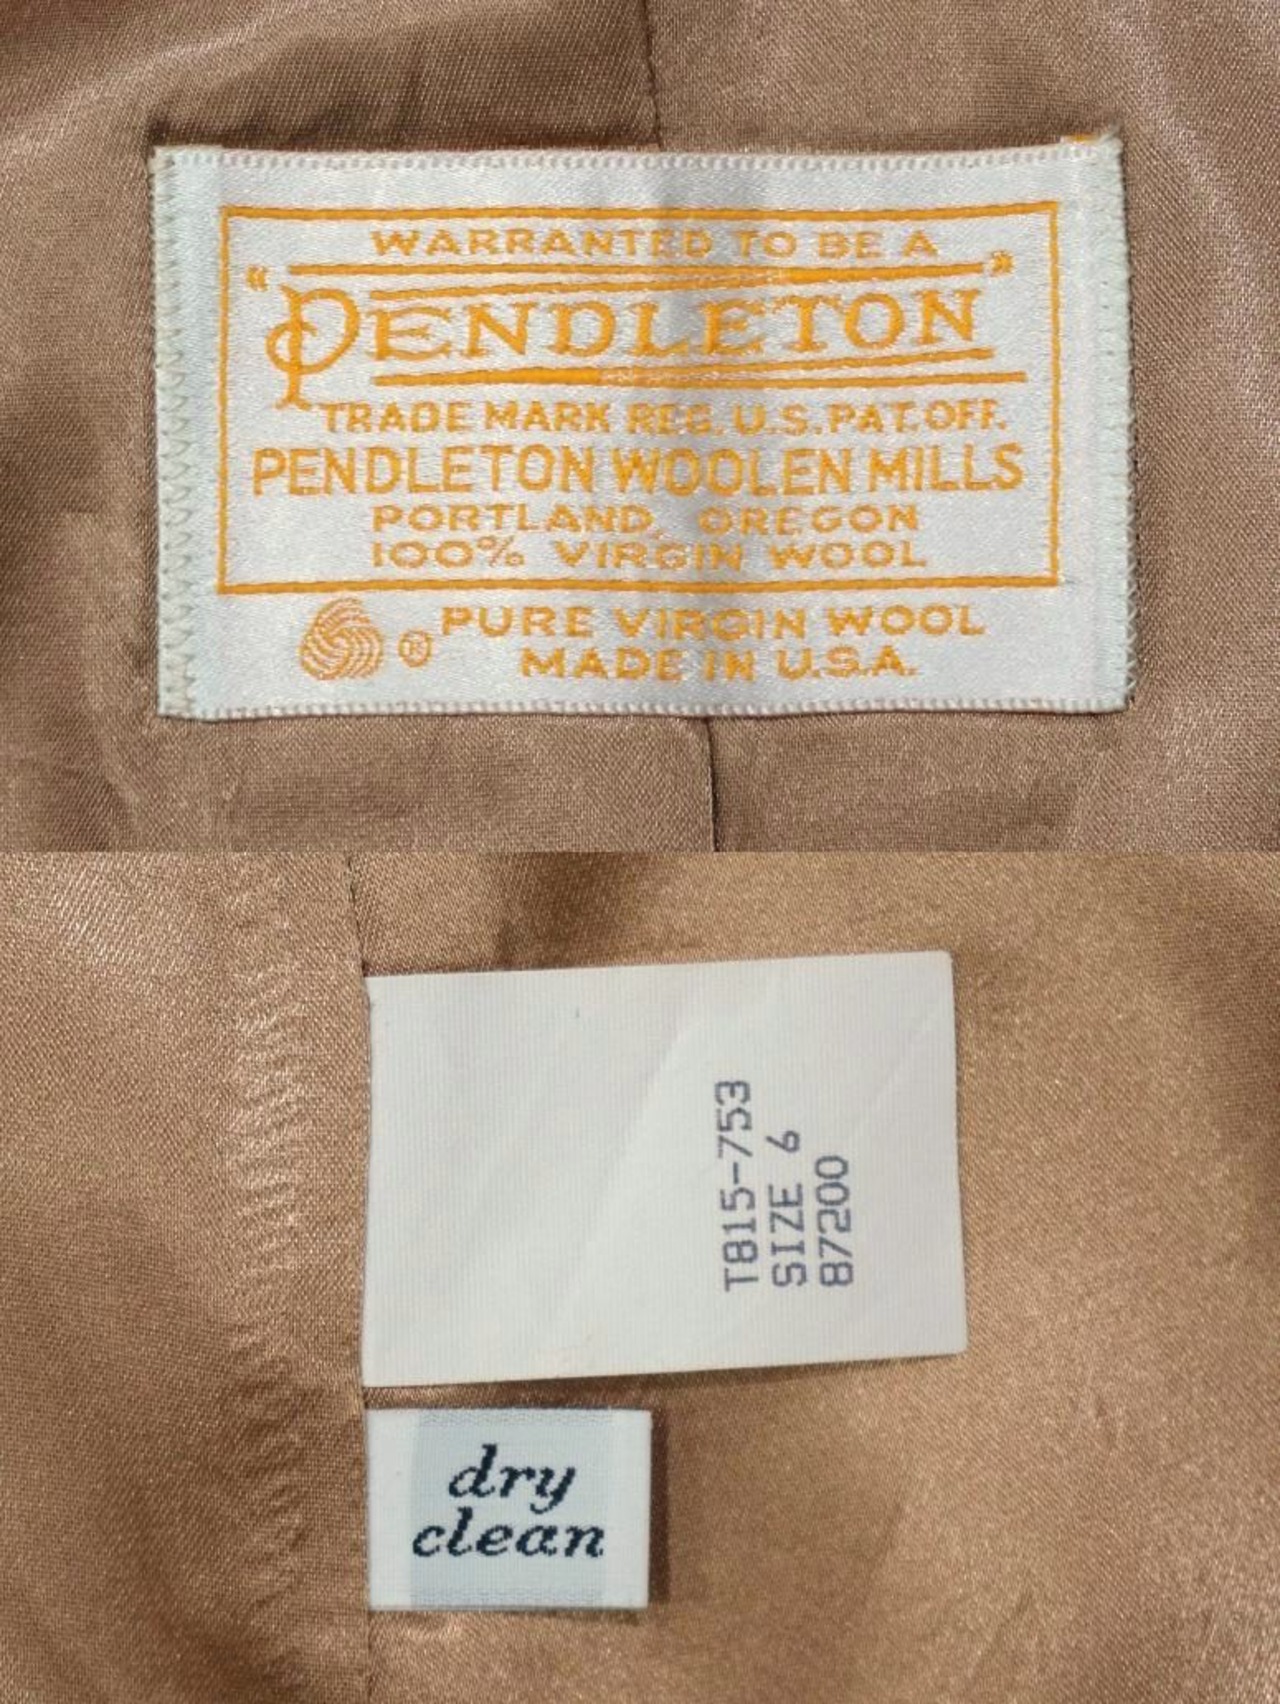 WARRANTED TO BE A
"PENDLETON"
TRADE MARK REG. U.S. PAT. OFF.
PENDLETON WOOLEN MILLS
PORTLAND, OREGON
100% VIRGIN WOOL
® PURE VIRGIN WOOL
MADE IN U.S.A.
T815-753
SIZE 6
87200
dry
clean